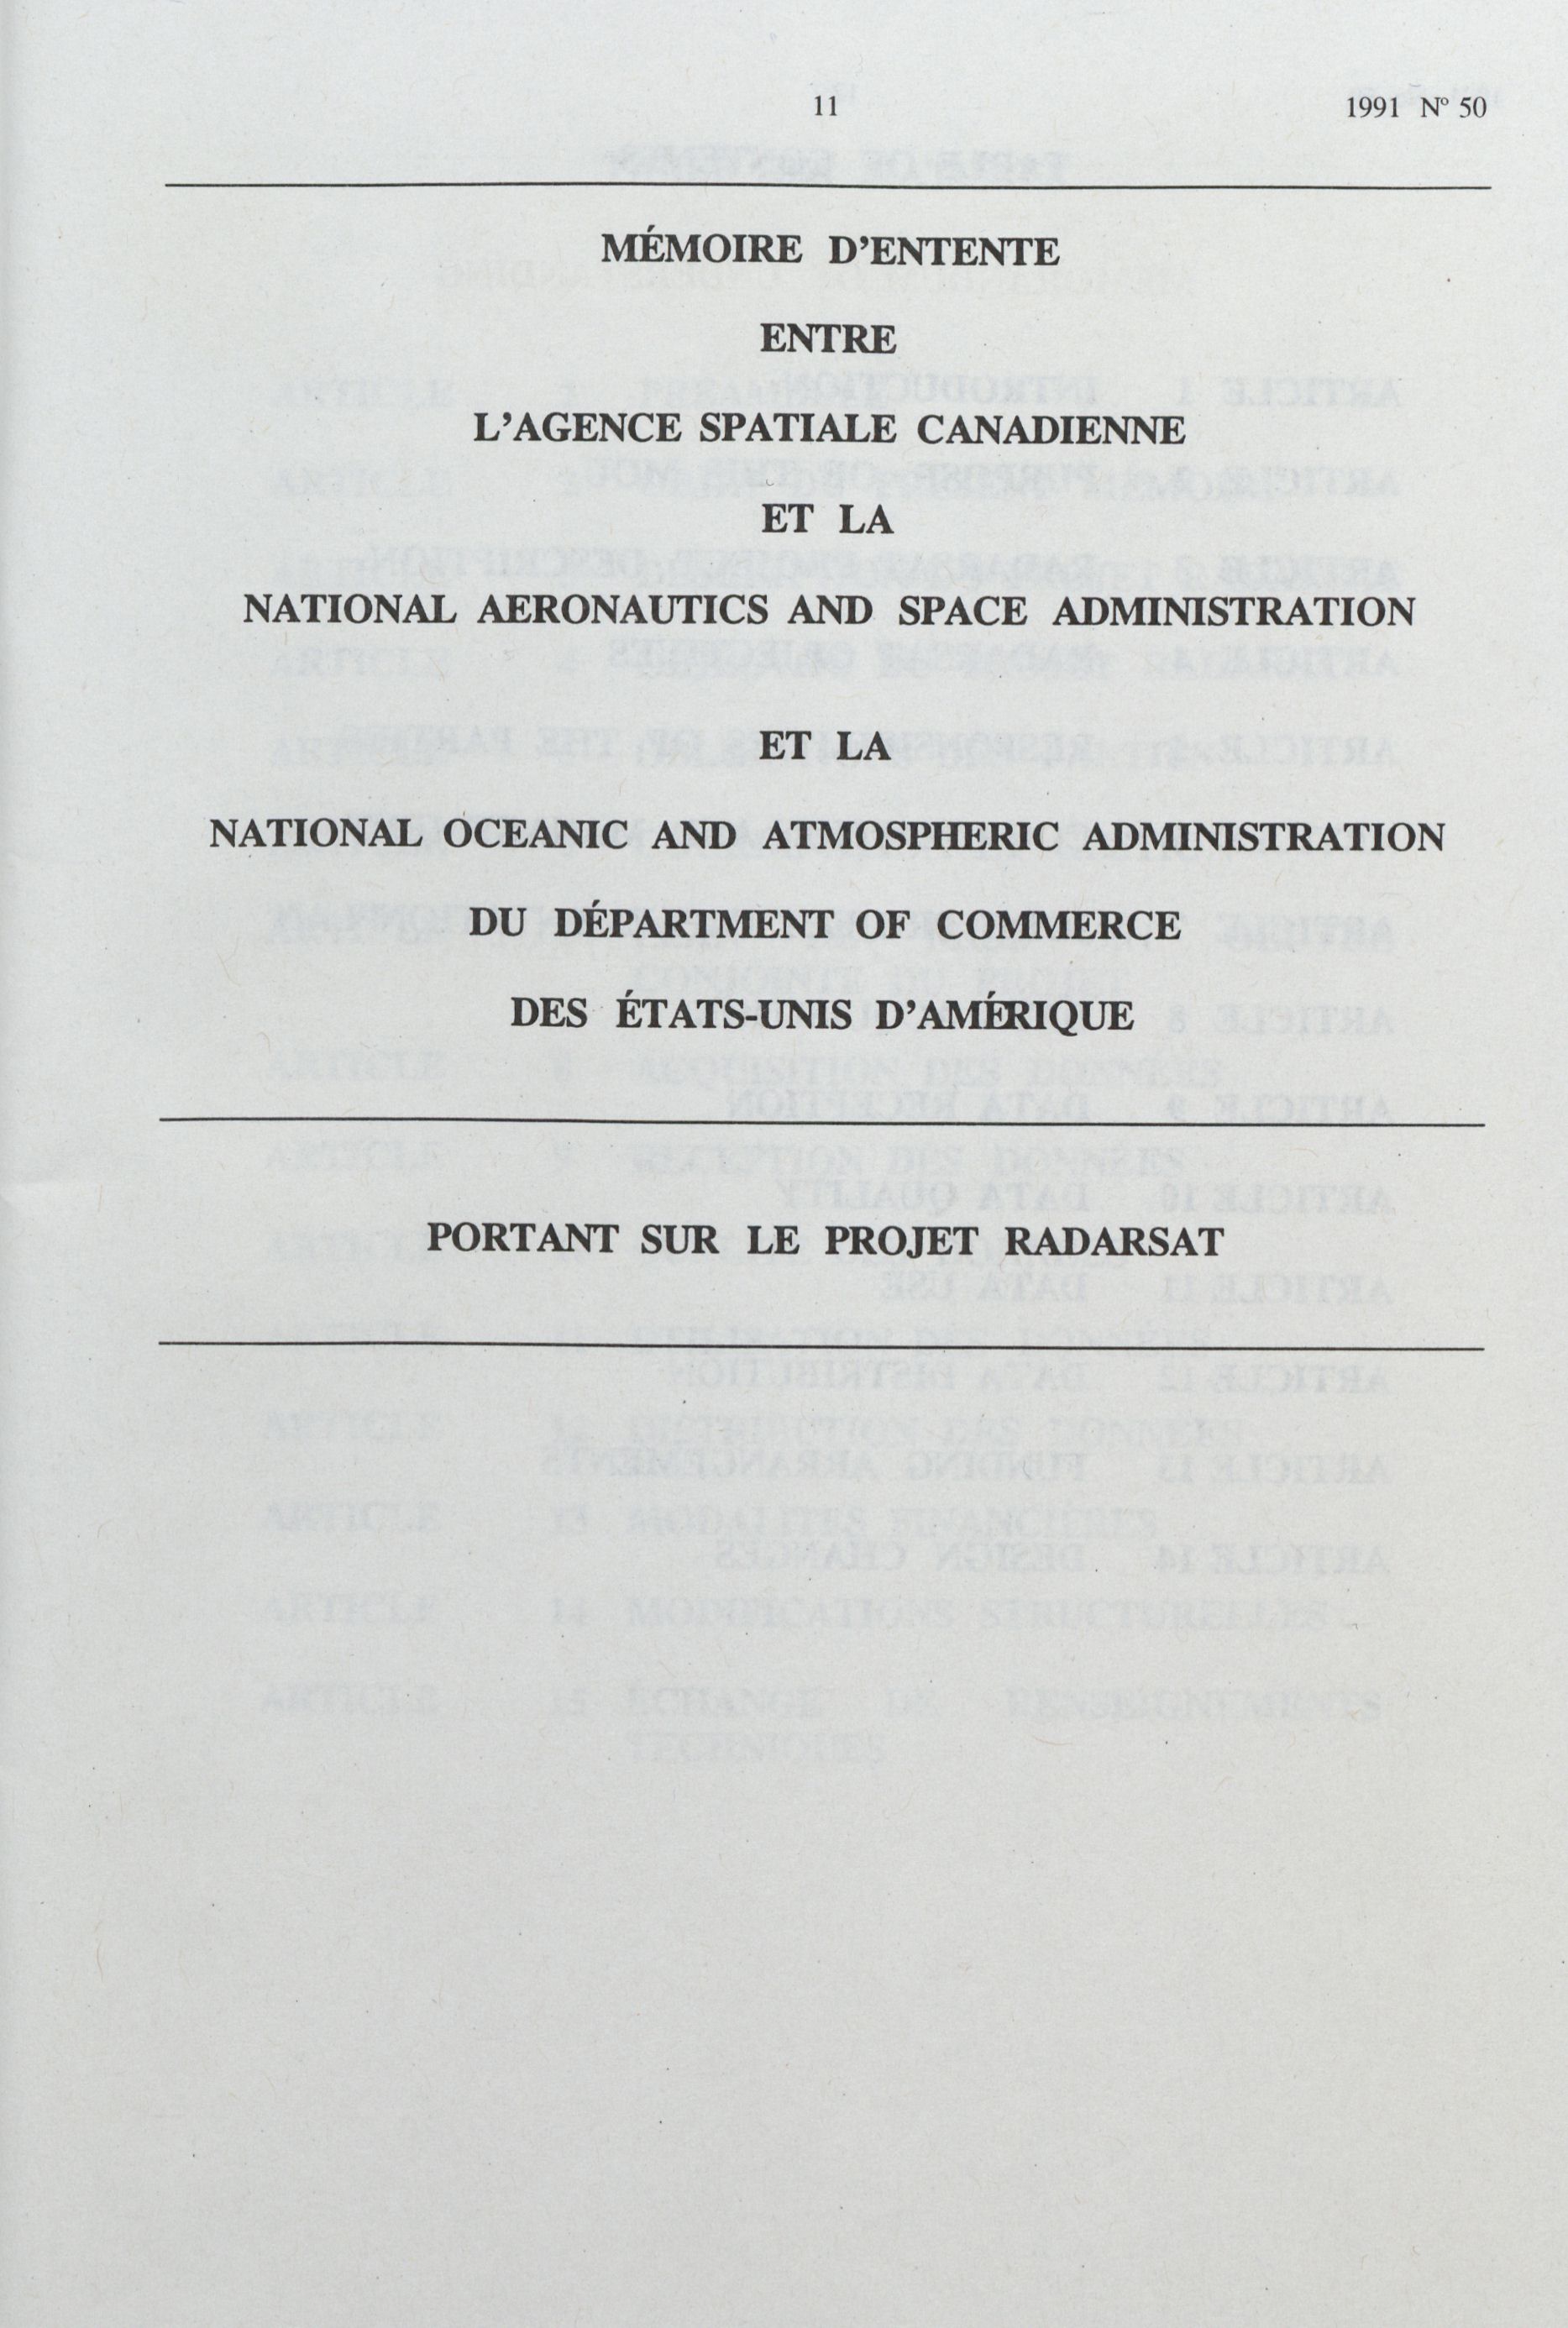 11
1991 Nº 50
MÉMOIRE D'ENTENTE
ENTRE
L'AGENCE SPATIALE CANADIENNE
ET LA
NATIONAL AERONAUTICS AND SPACE ADMINISTRATION
ET LA
NATIONAL OCEANIC AND ATMOSPHERIC ADMINISTRATION
DU DÉPARTMENT OF COMMERCE
DES ÉTATS-UNIS D'AMÉRIQUE
PORTANT SUR LE PROJET RADARSAT